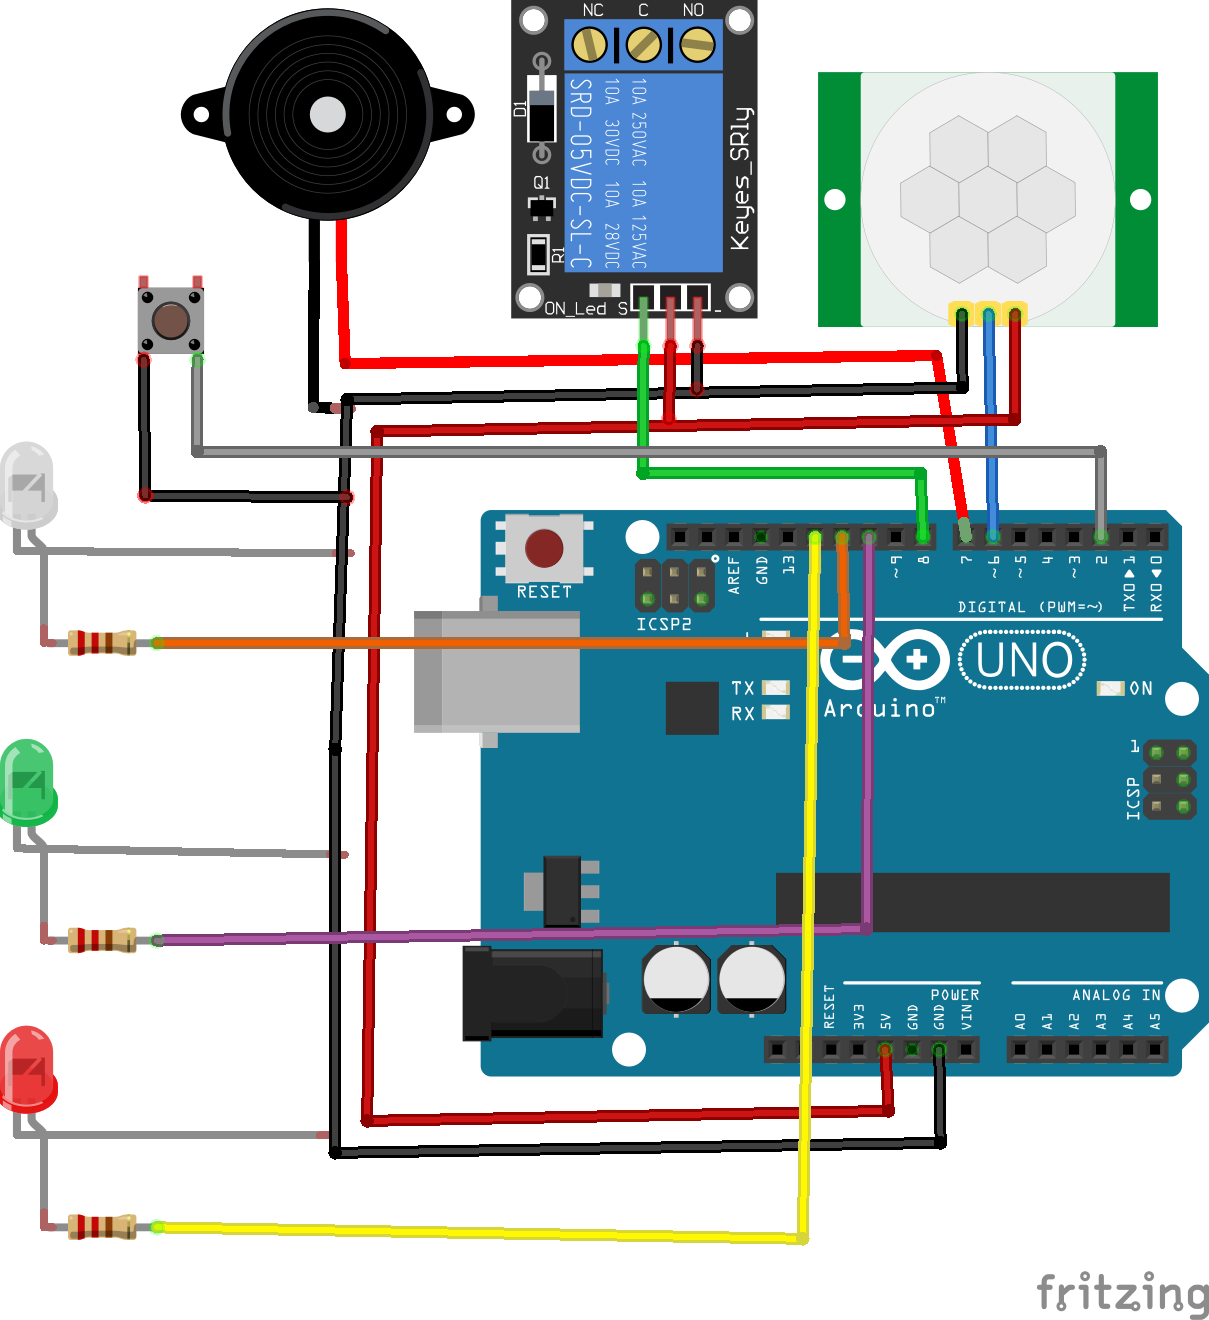 NC C NO
D1
Q1
R1
SRD-05VDC-SL-C
10A 30VDC 10A 28VDC
10A 250VAC 10A 125VAC
Keyes_SRly
ON_Led S -
RESET
ICSP2
AREF
GND
13
~9
8
7
~6
~5
4
~3
2
TX0▶1
RX0◀0
DIGITAL (PWM=~)
L
TX
RX
UNO
Arduino™
ON
1
ICSP
RESET
3V3
5V
GND
GND
VIN
POWER
ANALOG IN
A0
A1
A2
A3
A4
A5
fritzing